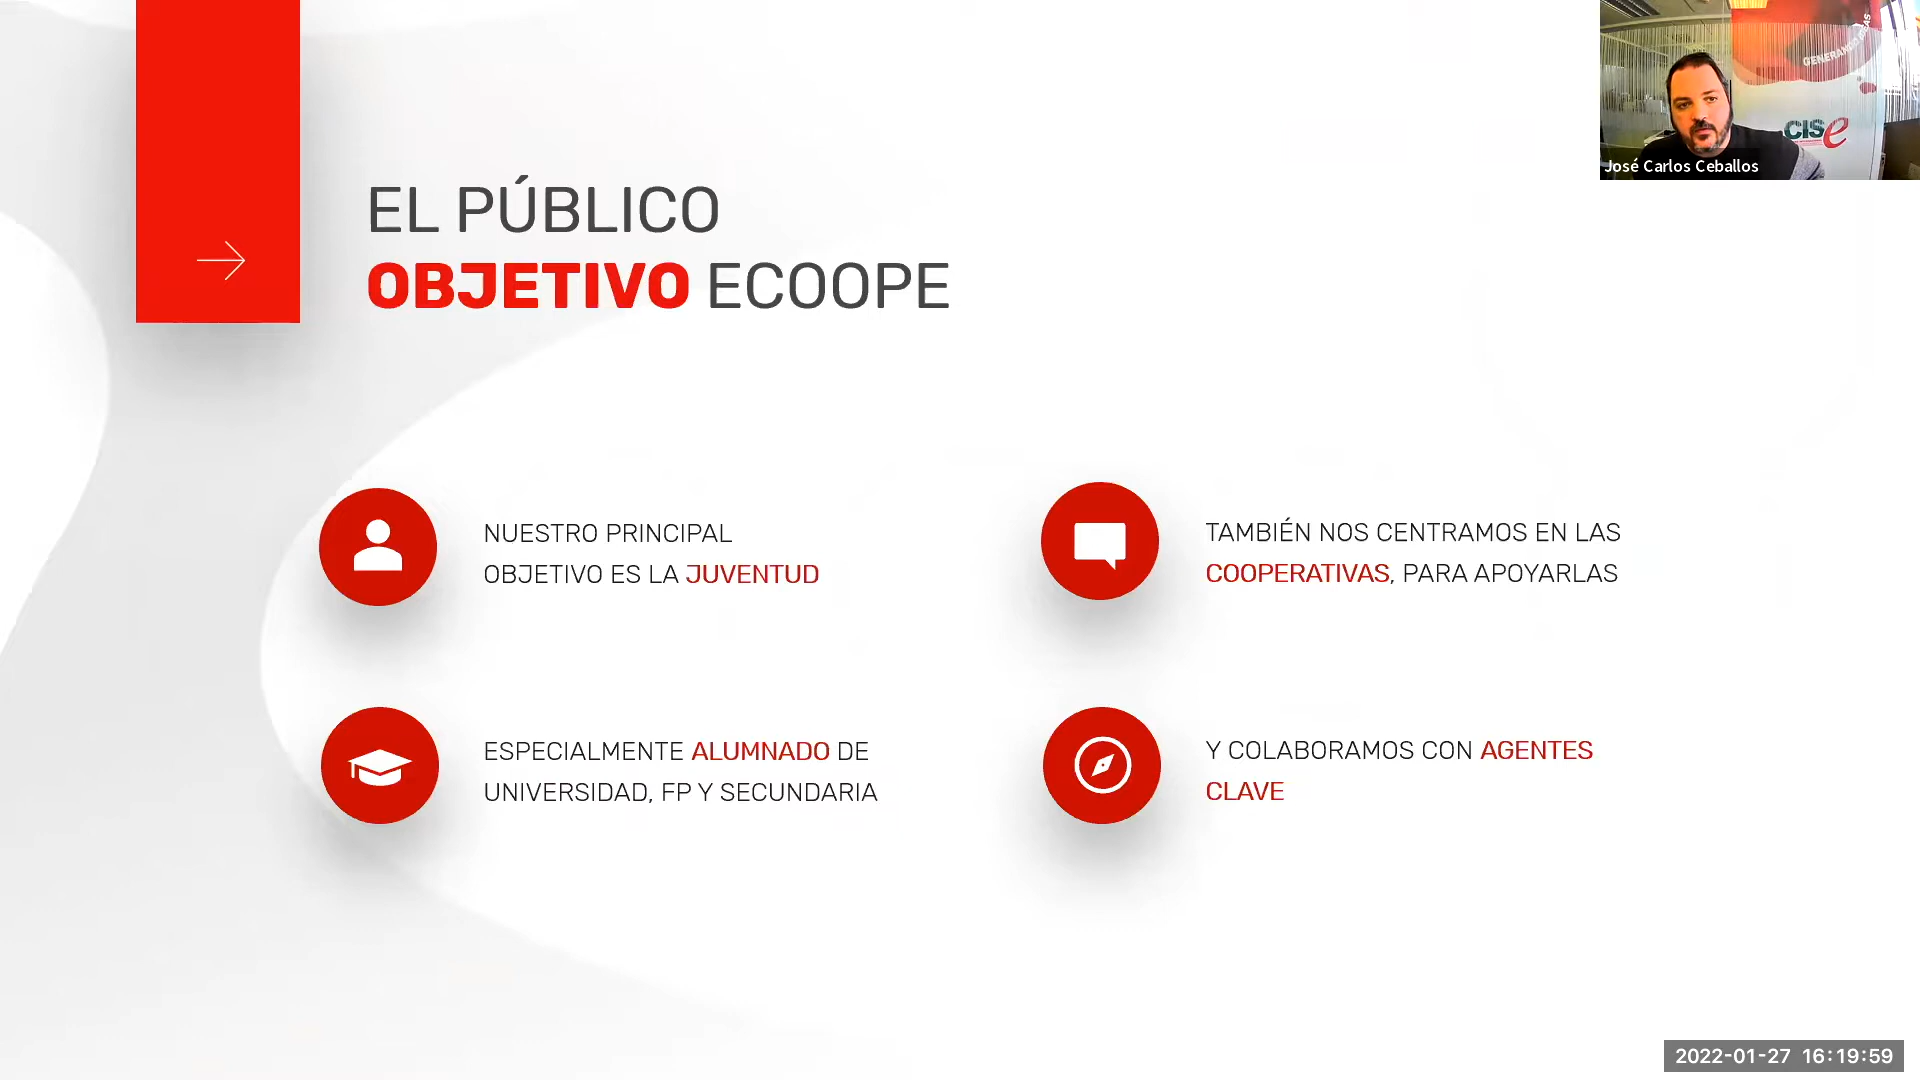 EL PÚBLICO
OBJETIVO ECOOPE
NUESTRO PRINCIPAL
OBJETIVO ES LA JUVENTUD
TAMBIÉN NOS CENTRAMOS EN LAS
COOPERATIVAS, PARA APOYARLAS
ESPECIALMENTE ALUMNADO DE
UNIVERSIDAD, FP Y SECUNDARIA
Y COLABORAMOS CON AGENTES
CLAVE
CISe
José Carlos Ceballos
2022-01-27 16:19:59